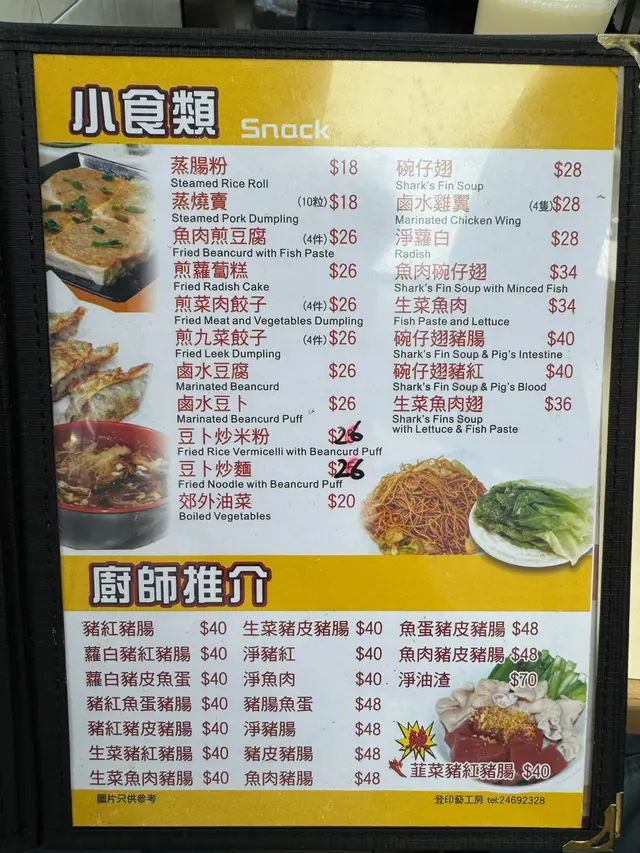 小食類 Snack
蒸腸粉 $18
Steamed Rice Roll
蒸燒賣 (10粒) $18
Steamed Pork Dumpling
魚肉煎豆腐 (4件) $26
Fried Beancurd with Fish Paste
煎蘿蔔糕 $26
Fried Radish Cake
煎菜肉餃子 (4件) $26
Fried Meat and Vegetables Dumpling
煎九菜餃子 (4件) $26
Fried Leek Dumpling
鹵水豆腐 $26
Marinated Beancurd
鹵水豆卜 $26
Marinated Beancurd Puff
豆卜炒米粉 $26
Fried Rice Vermicelli with Beancurd Puff
豆卜炒麵 $26
Fried Noodle with Beancurd Puff
郊外油菜 $20
Boiled Vegetables
碗仔翅 $28
Shark's Fin Soup
鹵水雞翼 (4隻) $28
Marinated Chicken Wing
淨蘿白 $28
Radish
魚肉碗仔翅 $34
Shark's Fin Soup with Minced Fish
生菜魚肉 $34
Fish Paste and Lettuce
碗仔翅豬腸 $40
Shark's Fin Soup & Pig's Intestine
碗仔翅豬紅 $40
Shark's Fin Soup & Pig's Blood
生菜魚肉翅 $36
Shark's Fins Soup
with Lettuce & Fish Paste
廚師推介
豬紅豬腸 $40
蘿白豬紅豬腸 $40
蘿白豬皮魚蛋 $40
豬紅魚蛋豬腸 $40
豬紅豬皮豬腸 $40
生菜豬紅豬腸 $40
生菜魚肉豬腸 $40
生菜豬皮豬腸 $40
淨豬紅 $40
淨魚肉 $40
豬腸魚蛋 $48
淨豬腸 $48
豬皮豬腸 $48
魚肉豬腸 $48
魚蛋豬皮豬腸 $48
魚肉豬皮豬腸 $48
淨油渣 $70
韮菜豬紅豬腸 $40
圖片只供參考
登印藝工房 tel:24692328